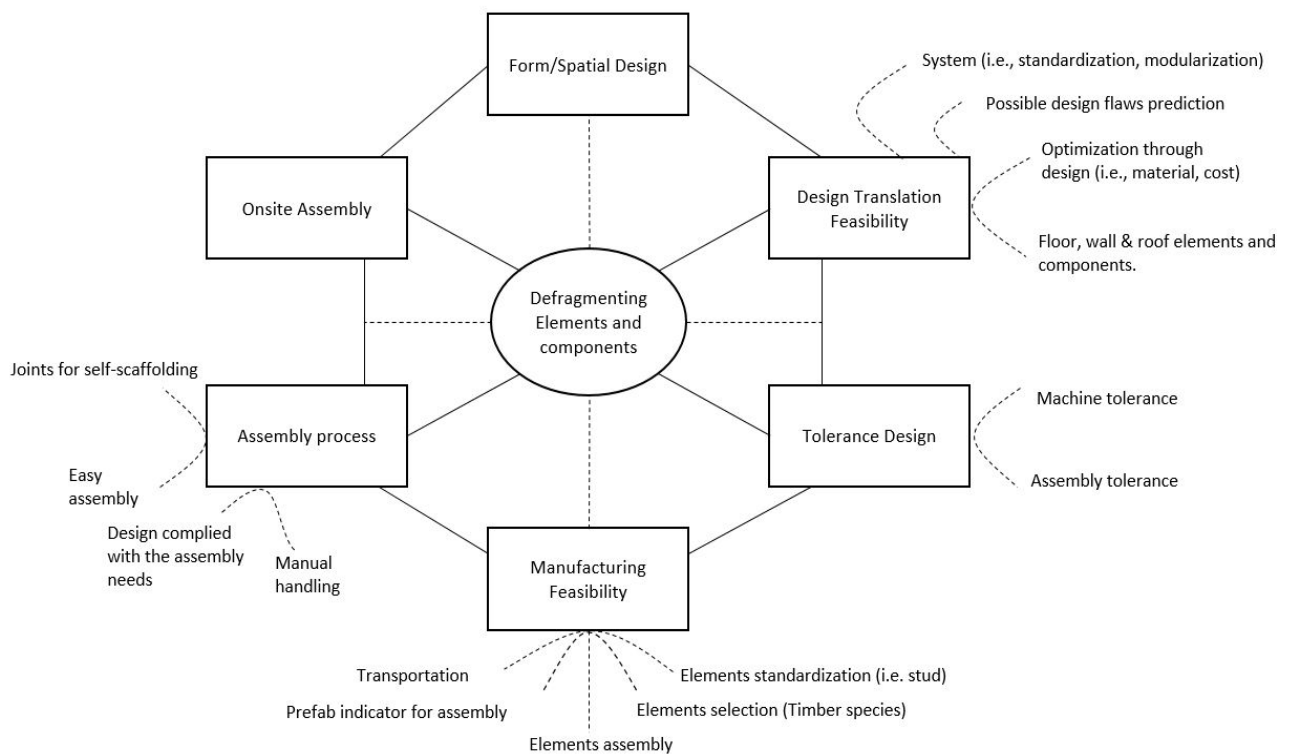 Form/Spatial Design
System (i.e., standardization, modularization)
Possible design flaws prediction
Optimization through
design (i.e., material, cost)
Onsite Assembly
Design Translation
Feasibility
Floor, wall & roof elements and
components.
Defragmenting
Elements and
components
Joints for self-scaffolding
Machine tolerance
Assembly process
Tolerance Design
Easy
assembly
Assembly tolerance
Design complied
with the assembly
needs
Manual
handling
Manufacturing
Feasibility
Transportation
Elements standardization (i.e. stud)
Prefab indicator for assembly
Elements selection (Timber species)
Elements assembly